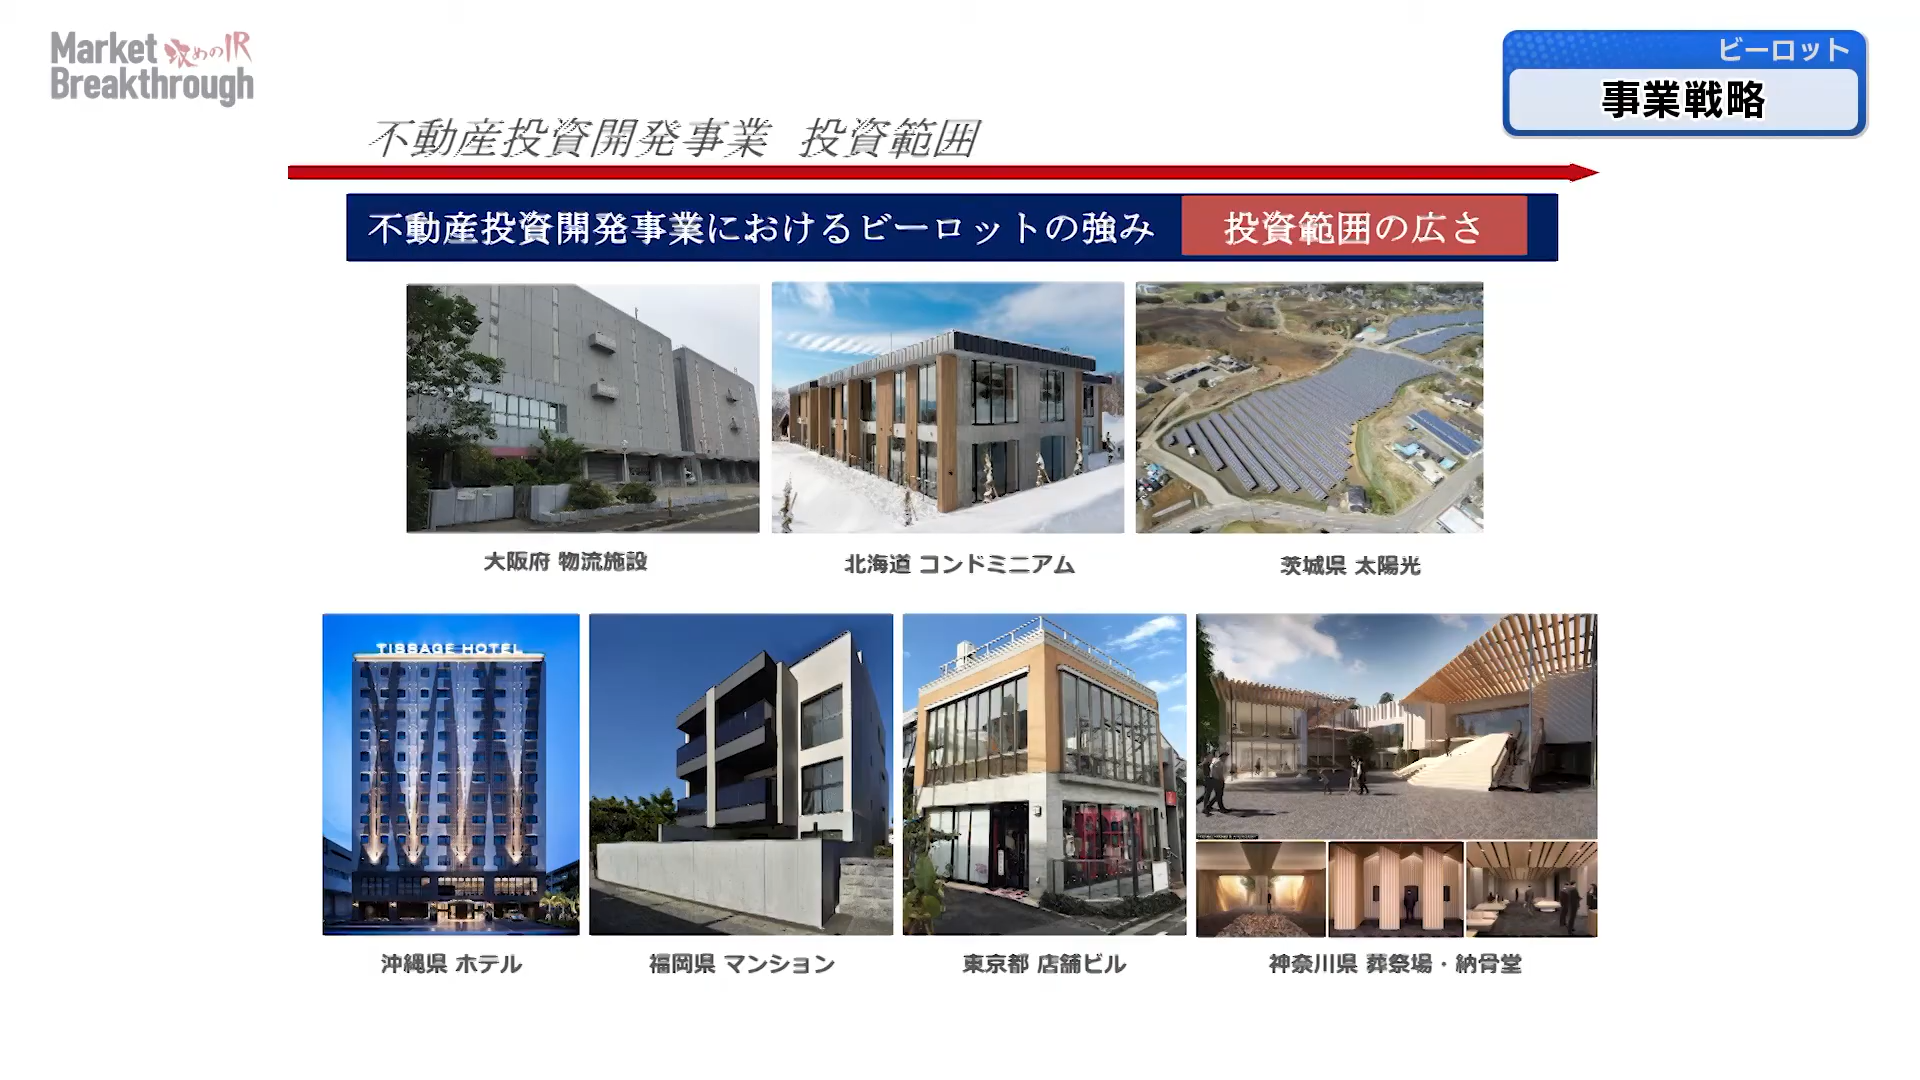 Market 攻めのIR
Breakthrough
ビーロット
事業戦略
不動産投資開発事業 投資範囲
不動産投資開発事業におけるビーロットの強み 投資範囲の広さ
大阪府 物流施設
北海道 コンドミニアム
茨城県 太陽光
TISSAGE HOTEL
沖縄県 ホテル
福岡県 マンション
東京都 店舗ビル
神奈川県 葬祭場・納骨堂